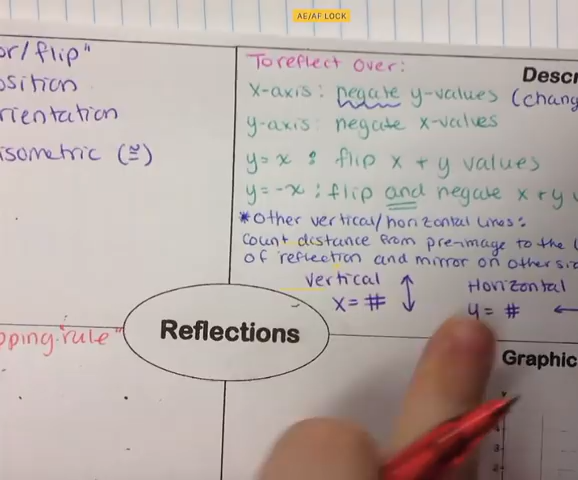 AE/AF LOCK
or/flip"
osition
rientation
isometric (≅)
To reflect over:
Descr
x-axis: negate y-values (chang
y-axis: negate x-values
y=x : flip x + y values
y=-x : flip and negate x + y v
*Other vertical/horizontal lines:
count distance from pre-image to the l
of reflection and mirror on other sid
vertical ↕
x= #
Horizontal
y= # ←
pping rule"
Reflections
Graphic